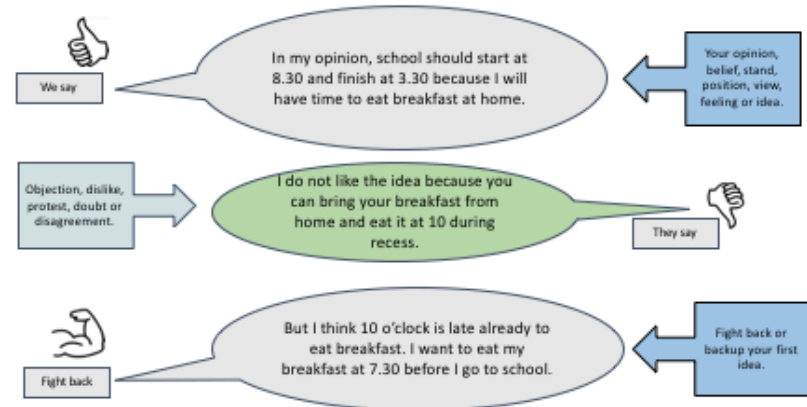 We say
In my opinion, school should start at
8.30 and finish at 3.30 because I will
have time to eat breakfast at home.
Your opinion,
belief, stand,
position, view,
feeling or idea.
Objection, dislike,
protest, doubt or
disagreement.
I do not like the idea because you
can bring your breakfast from
home and eat it at 10 during
recess.
They say
Fight back
But I think 10 o'clock is late already to
eat breakfast. I want to eat my
breakfast at 7.30 before I go to school.
Fight back or
backup your first
idea.